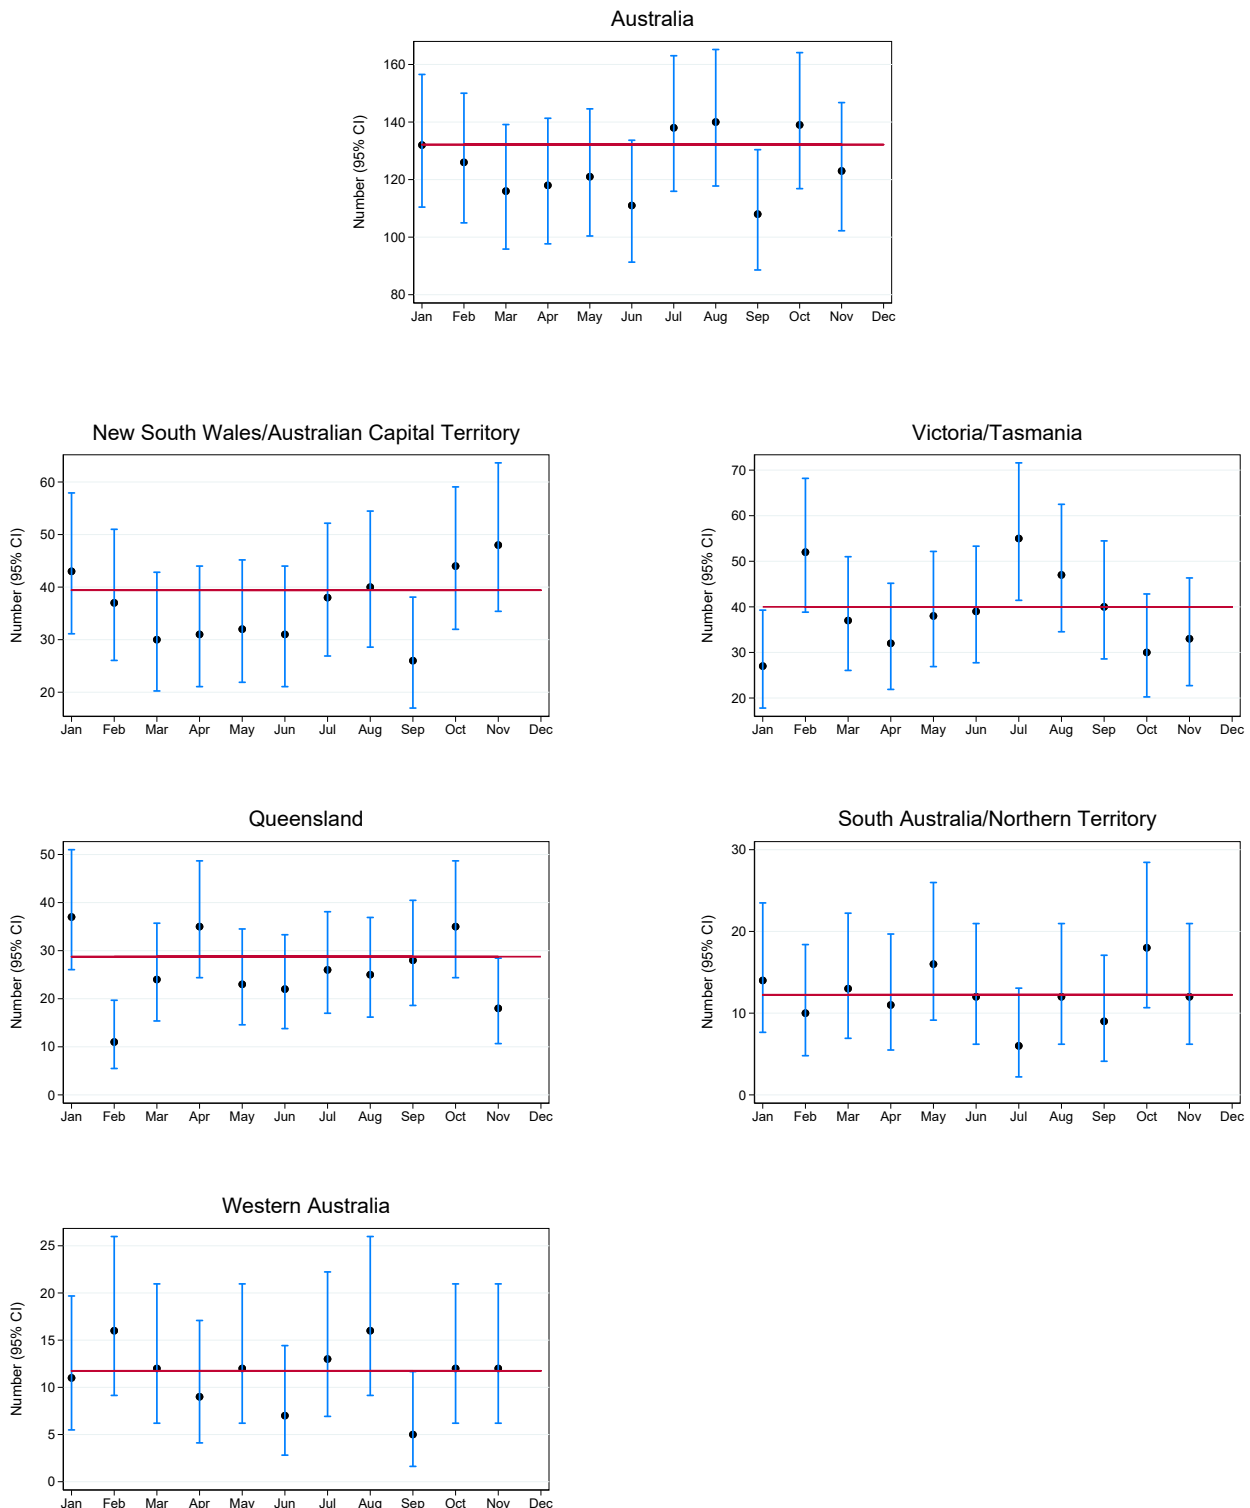 Australia
Number (95% CI)
160
140
120
100
80
Jan Feb Mar Apr May Jun Jul Aug Sep Oct Nov Dec
New South Wales/Australian Capital Territory
Number (95% CI)
60
50
40
30
20
Jan Feb Mar Apr May Jun Jul Aug Sep Oct Nov Dec
Victoria/Tasmania
Number (95% CI)
70
60
50
40
30
20
Jan Feb Mar Apr May Jun Jul Aug Sep Oct Nov Dec
Queensland
Number (95% CI)
50
40
30
20
10
0
Jan Feb Mar Apr May Jun Jul Aug Sep Oct Nov Dec
South Australia/Northern Territory
Number (95% CI)
30
20
10
0
Jan Feb Mar Apr May Jun Jul Aug Sep Oct Nov Dec
Western Australia
Number (95% CI)
25
20
15
10
5
0
Jan Feb Mar Apr May Jun Jul Aug Sep Oct Nov Dec